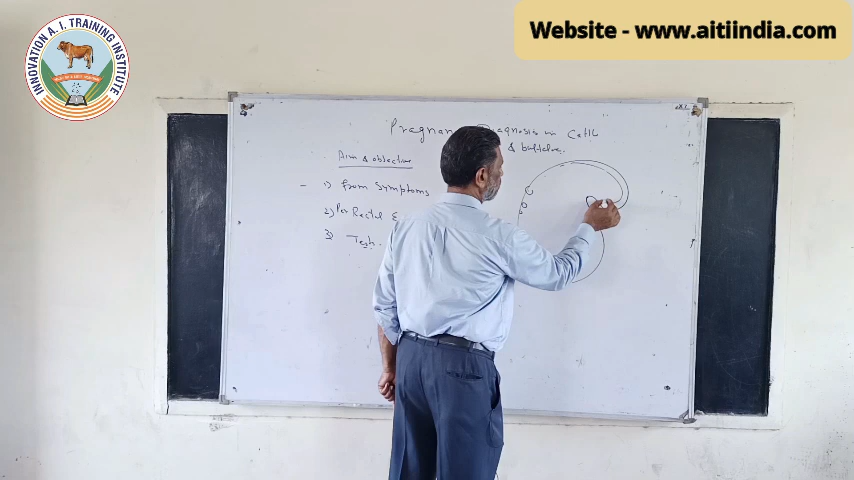 INNOVATION A. I. TRAINING INSTITUTE
Website - www.aitiindia.com
Pregnan Diagnosis in Cattle
& buffaloe.
Aim & objective
- 1) from Symptoms
2) Per Rectal E
3) Test.